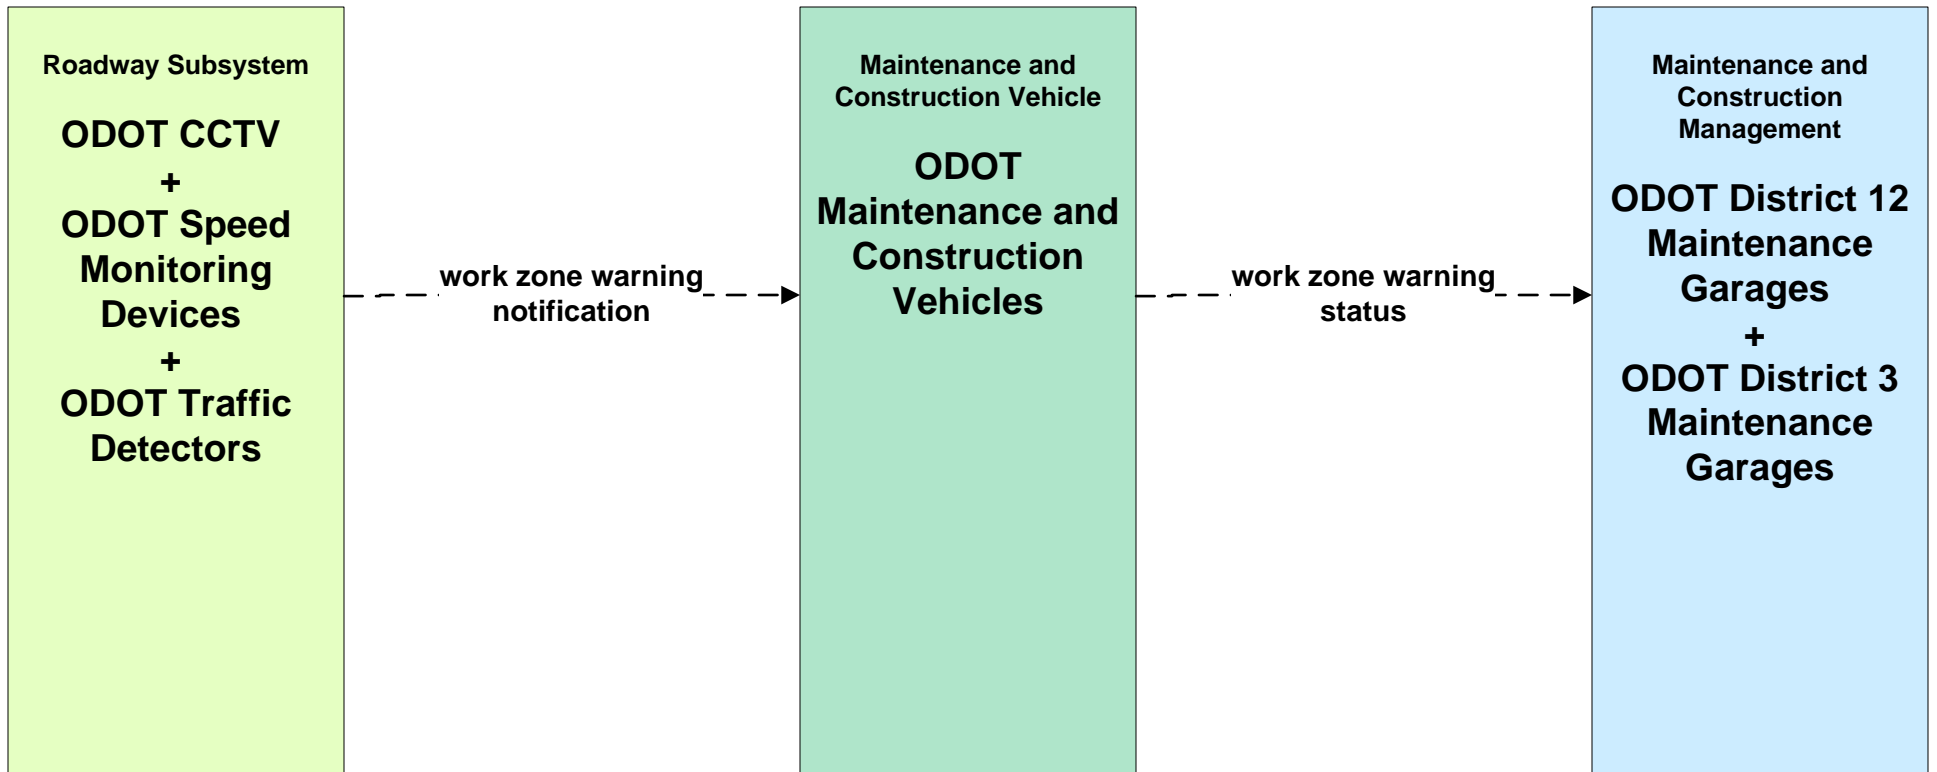 Roadway Subsystem
ODOT CCTV
+
ODOT Speed
Monitoring
Devices
+
ODOT Traffic
Detectors
work zone warning
notification
Maintenance and
Construction Vehicle
ODOT
Maintenance and
Construction
Vehicles
work zone warning
status
Maintenance and
Construction
Management
ODOT District 12
Maintenance
Garages
+
ODOT District 3
Maintenance
Garages